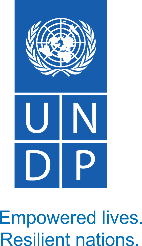 U N
D P
Empowered lives.
Resilient nations.